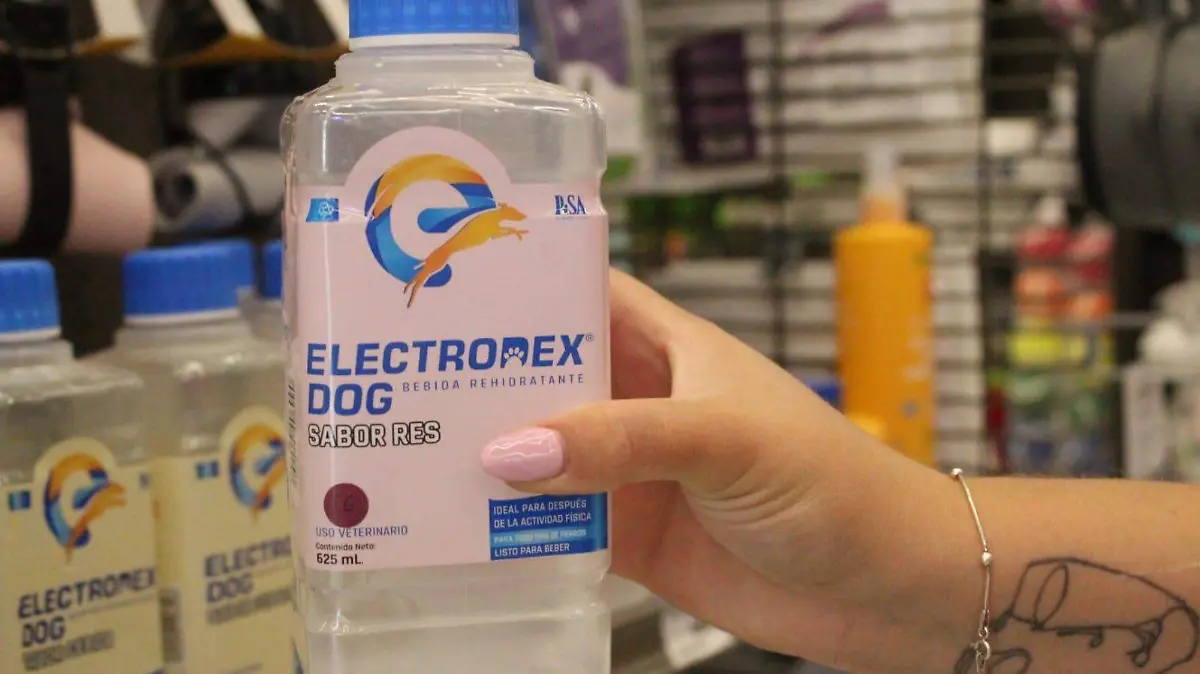 PiSA
ELECTRODEX®
DOG BEBIDA REHIDRATANTE
SABOR RES
USO VETERINARIO
Contenido Neto:
625 mL.
IDEAL PARA DESPUÉS
DE LA ACTIVIDAD FÍSICA
LISTO PARA BEBER
ELECTRODEX
DOG
ELECTRODEX
DOG